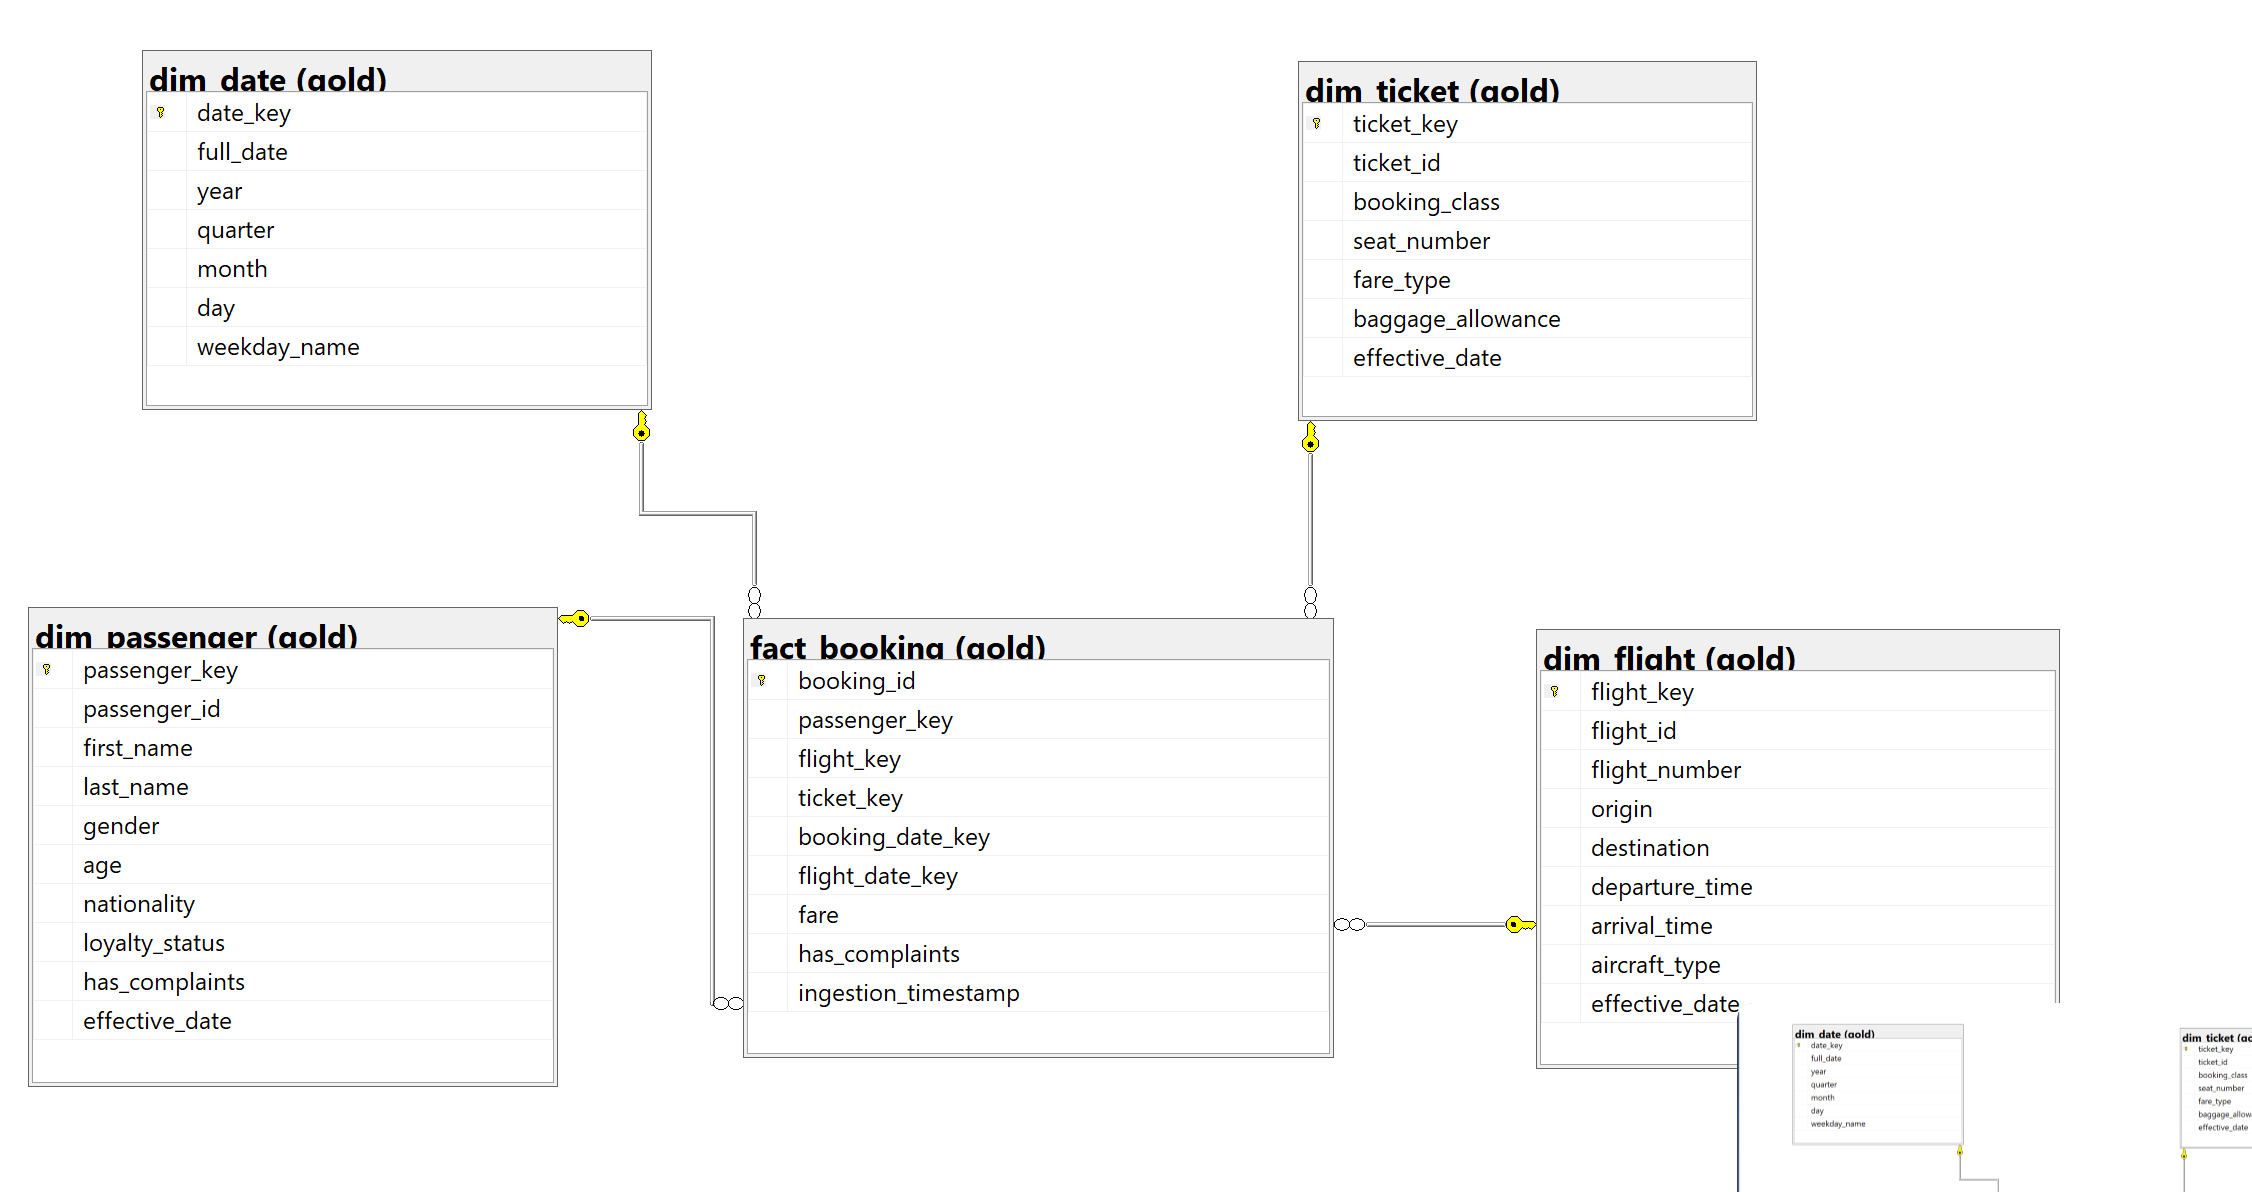 dim_date (gold)
date_key
full_date
year
quarter
month
day
weekday_name
dim_ticket (gold)
ticket_key
ticket_id
booking_class
seat_number
fare_type
baggage_allowance
effective_date
dim_passenger (gold)
passenger_key
passenger_id
first_name
last_name
gender
age
nationality
loyalty_status
has_complaints
effective_date
fact_booking (gold)
booking_id
passenger_key
flight_key
ticket_key
booking_date_key
flight_date_key
fare
has_complaints
ingestion_timestamp
dim_flight (gold)
flight_key
flight_id
flight_number
origin
destination
departure_time
arrival_time
aircraft_type
effective_date
dim_date (gold)
date_key
full_date
year
quarter
month
day
weekday_name
dim_ticket (go
ticket_key
ticket_id
booking_class
seat_number
fare_type
baggage_allow
effective_date